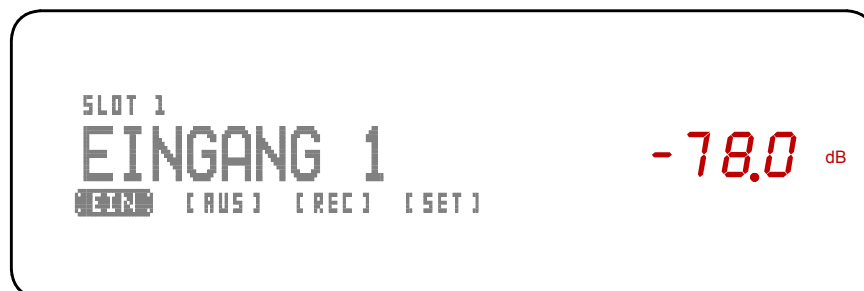 SLOT 1
EINGANG 1
-78.0 dB
[EIN] [AUS] [REC] [SET]